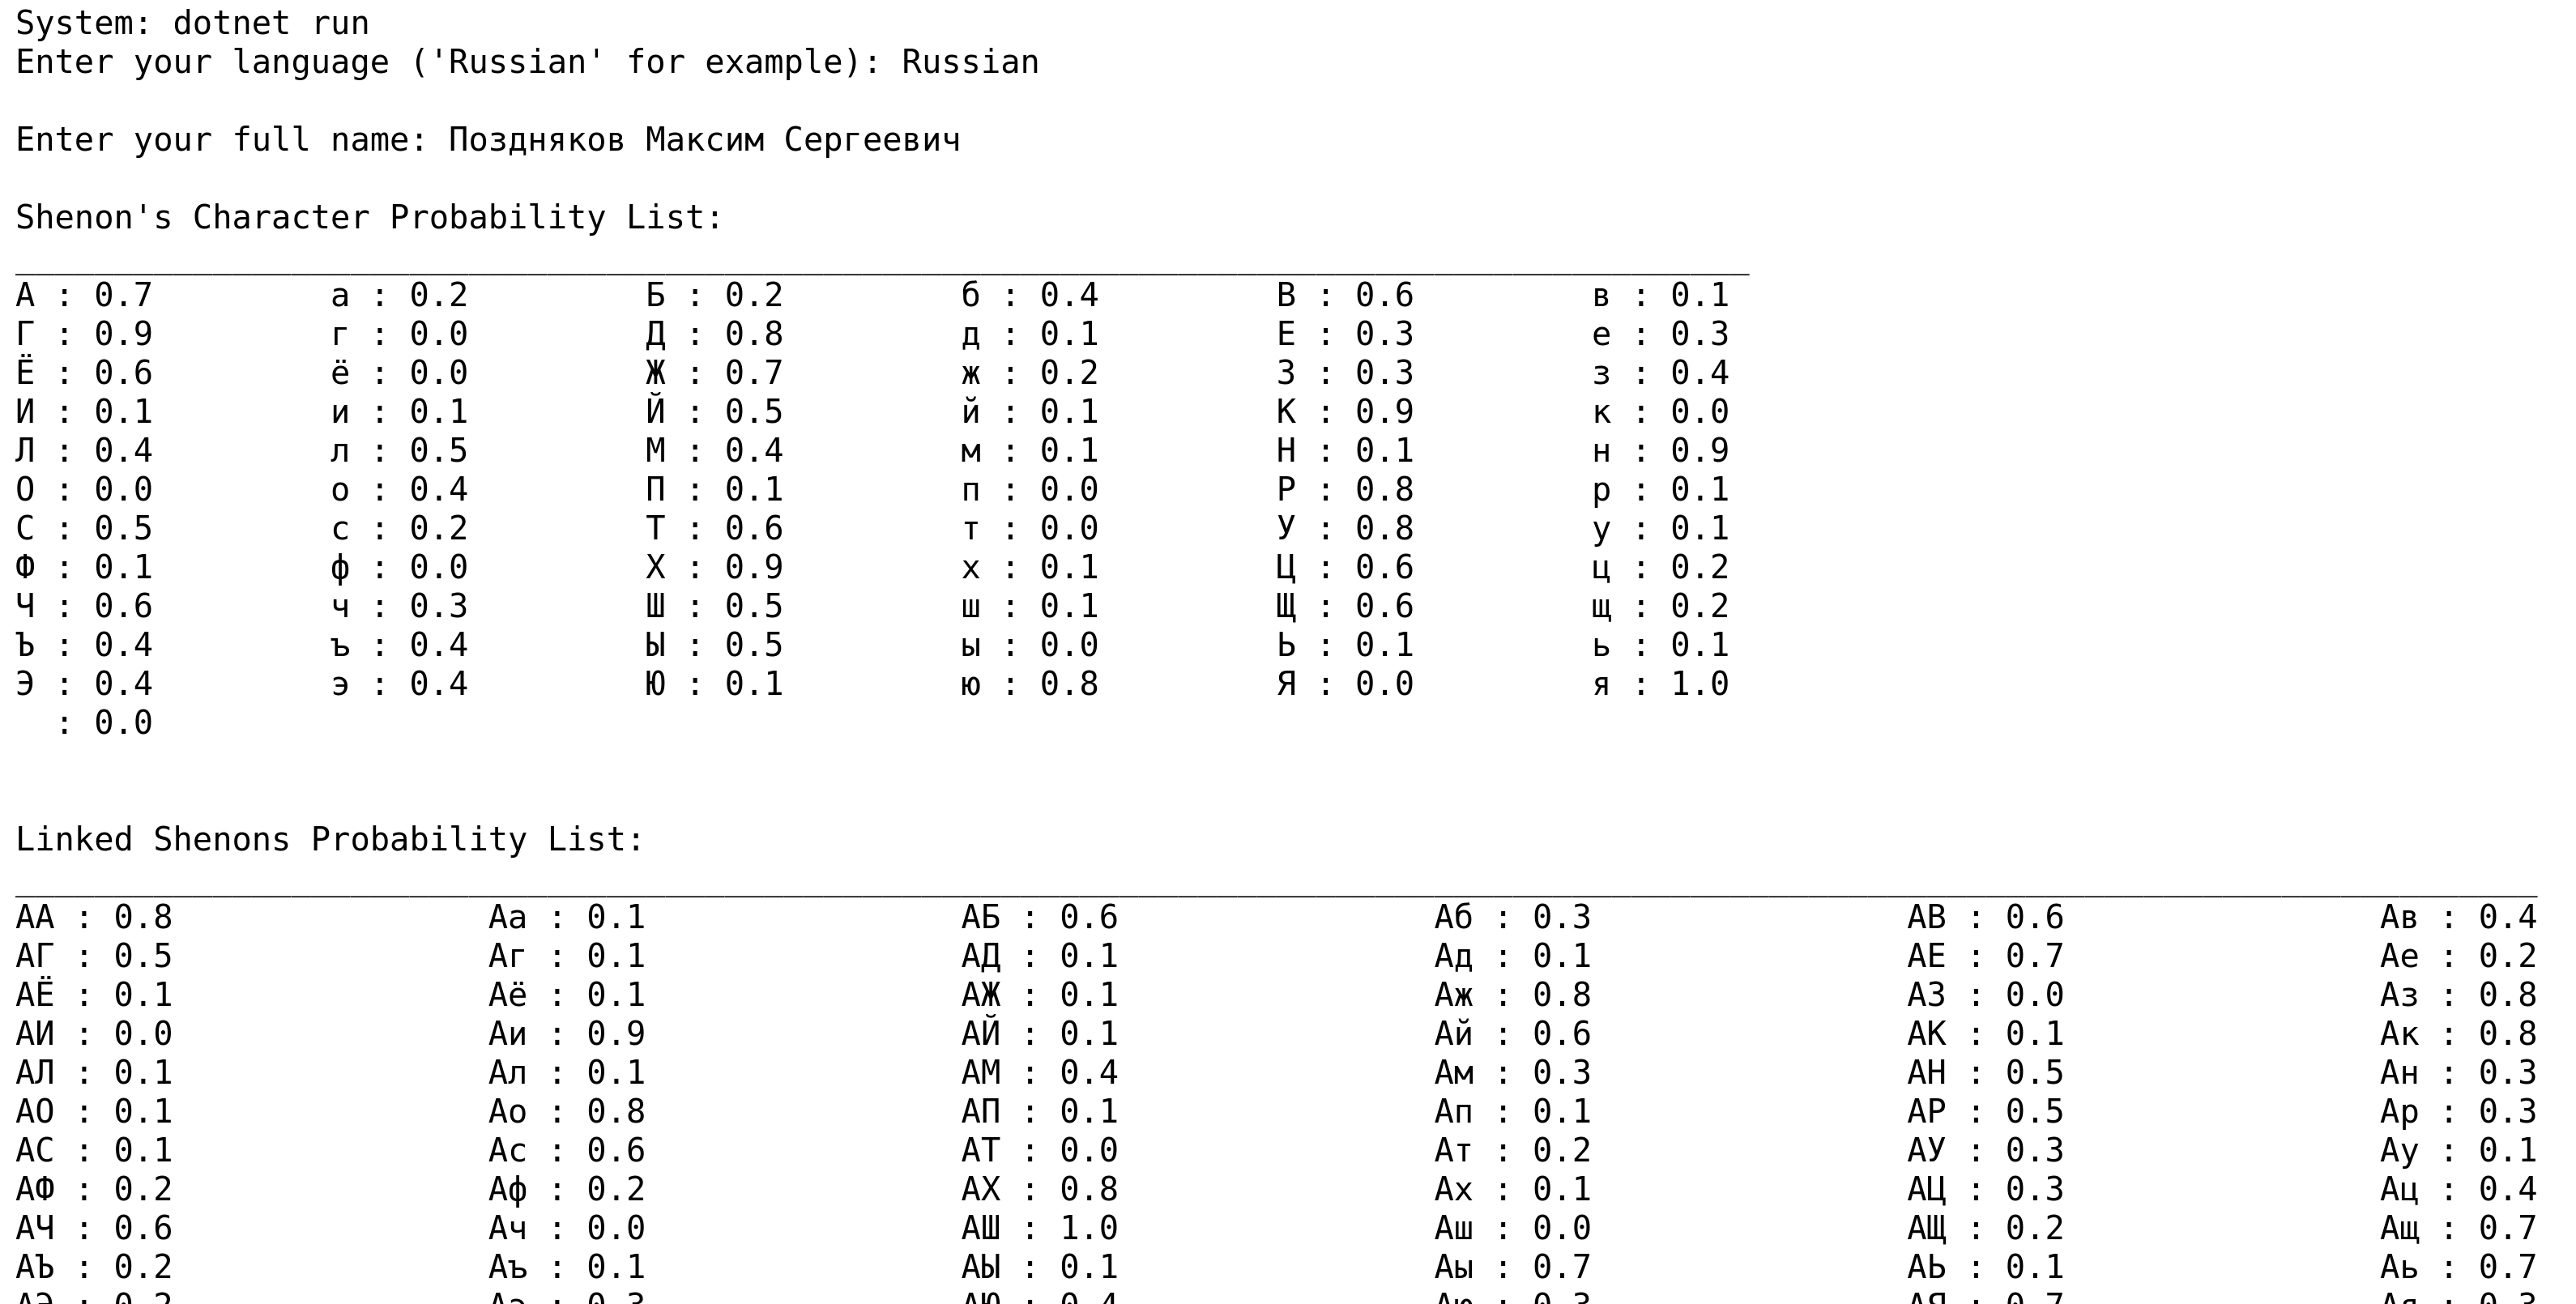 System: dotnet run
Enter your language ('Russian' for example): Russian
Enter your full name: Поздняков Максим Сергеевич
Shenon's Character Probability List:
________________________________________________________________________________________
А : 0.7         а : 0.2         Б : 0.2         б : 0.4         В : 0.6         в : 0.1
Г : 0.9         г : 0.0         Д : 0.8         д : 0.1         Е : 0.3         е : 0.3
Ё : 0.6         ё : 0.0         Ж : 0.7         ж : 0.2         З : 0.3         з : 0.4
И : 0.1         и : 0.1         Й : 0.5         й : 0.1         К : 0.9         к : 0.0
Л : 0.4         л : 0.5         М : 0.4         м : 0.1         Н : 0.1         н : 0.9
О : 0.0         о : 0.4         П : 0.1         п : 0.0         Р : 0.8         р : 0.1
С : 0.5         с : 0.2         Т : 0.6         т : 0.0         У : 0.8         у : 0.1
Ф : 0.1         ф : 0.0         Х : 0.9         х : 0.1         Ц : 0.6         ц : 0.2
Ч : 0.6         ч : 0.3         Ш : 0.5         ш : 0.1         Щ : 0.6         щ : 0.2
Ъ : 0.4         ъ : 0.4         Ы : 0.5         ы : 0.0         Ь : 0.1         ь : 0.1
Э : 0.4         э : 0.4         Ю : 0.1         ю : 0.8         Я : 0.0         я : 1.0
  : 0.0
Linked Shenons Probability List:
________________________________________________________________________________________________________________________________
АА : 0.8                Аа : 0.1                АБ : 0.6                Аб : 0.3                АВ : 0.6                Ав : 0.4
АГ : 0.5                Аг : 0.1                АД : 0.1                Ад : 0.1                АЕ : 0.7                Ае : 0.2
АЁ : 0.1                Аё : 0.1                АЖ : 0.1                Аж : 0.8                АЗ : 0.0                Аз : 0.8
АИ : 0.0                Аи : 0.9                АЙ : 0.1                Ай : 0.6                АК : 0.1                Ак : 0.8
АЛ : 0.1                Ал : 0.1                АМ : 0.4                Ам : 0.3                АН : 0.5                Ан : 0.3
АО : 0.1                Ао : 0.8                АП : 0.1                Ап : 0.1                АР : 0.5                Ар : 0.3
АС : 0.1                Ас : 0.6                АТ : 0.0                Ат : 0.2                АУ : 0.3                Ау : 0.1
АФ : 0.2                Аф : 0.2                АХ : 0.8                Ах : 0.1                АЦ : 0.3                Ац : 0.4
АЧ : 0.6                Ач : 0.0                АШ : 1.0                Аш : 0.0                АЩ : 0.2                Ащ : 0.7
АЪ : 0.2                Аъ : 0.1                АЫ : 0.1                Аы : 0.7                АЬ : 0.1                Аь : 0.7